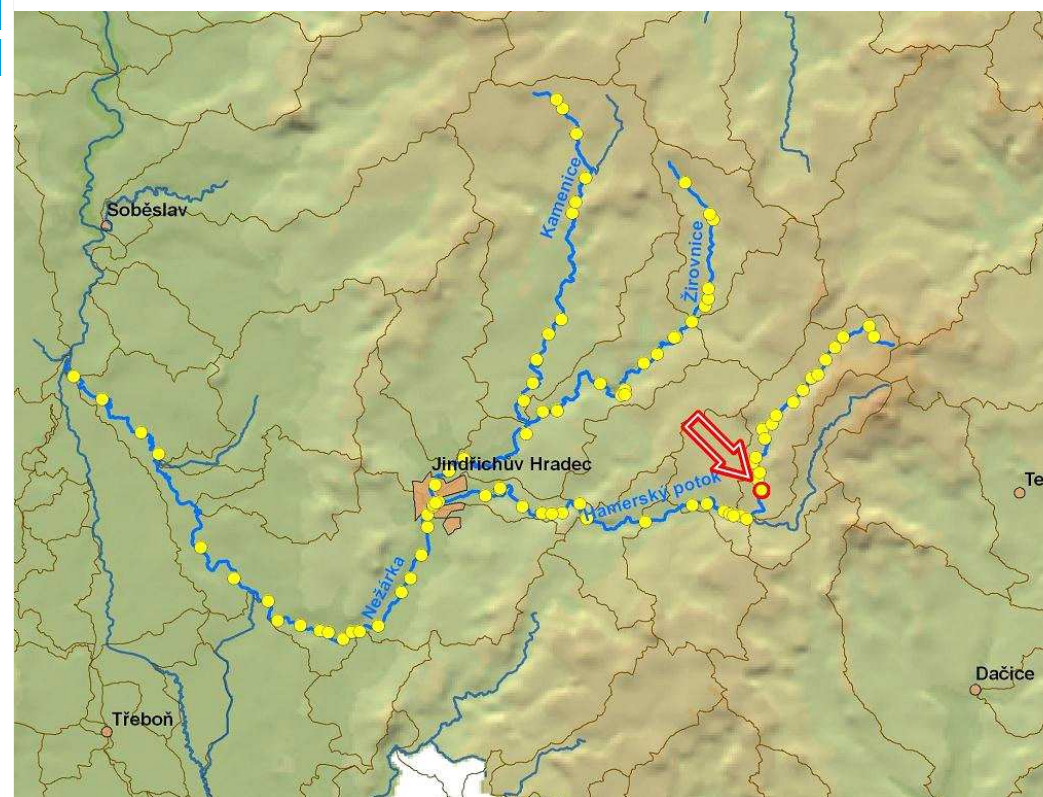 Kamenice
Soběslav
Žirovnice
Jindřichův Hradec
Hamerský potok
Te
Nežárka
Dačice
Třeboň